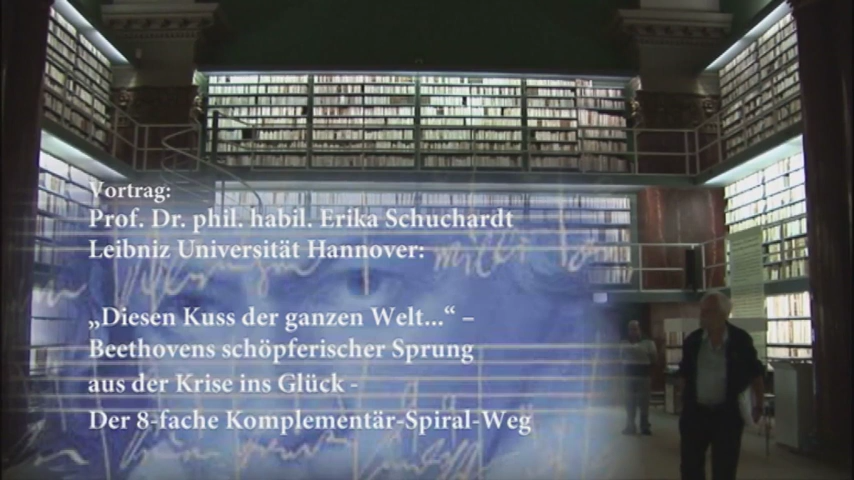 Vortrag:
Prof. Dr. phil. habil. Erika Schuchardt
Leibniz Universität Hannover:
„Diesen Kuss der ganzen Welt...“ –
Beethovens schöpferischer Sprung
aus der Krise ins Glück -
Der 8-fache Komplementär-Spiral-Weg